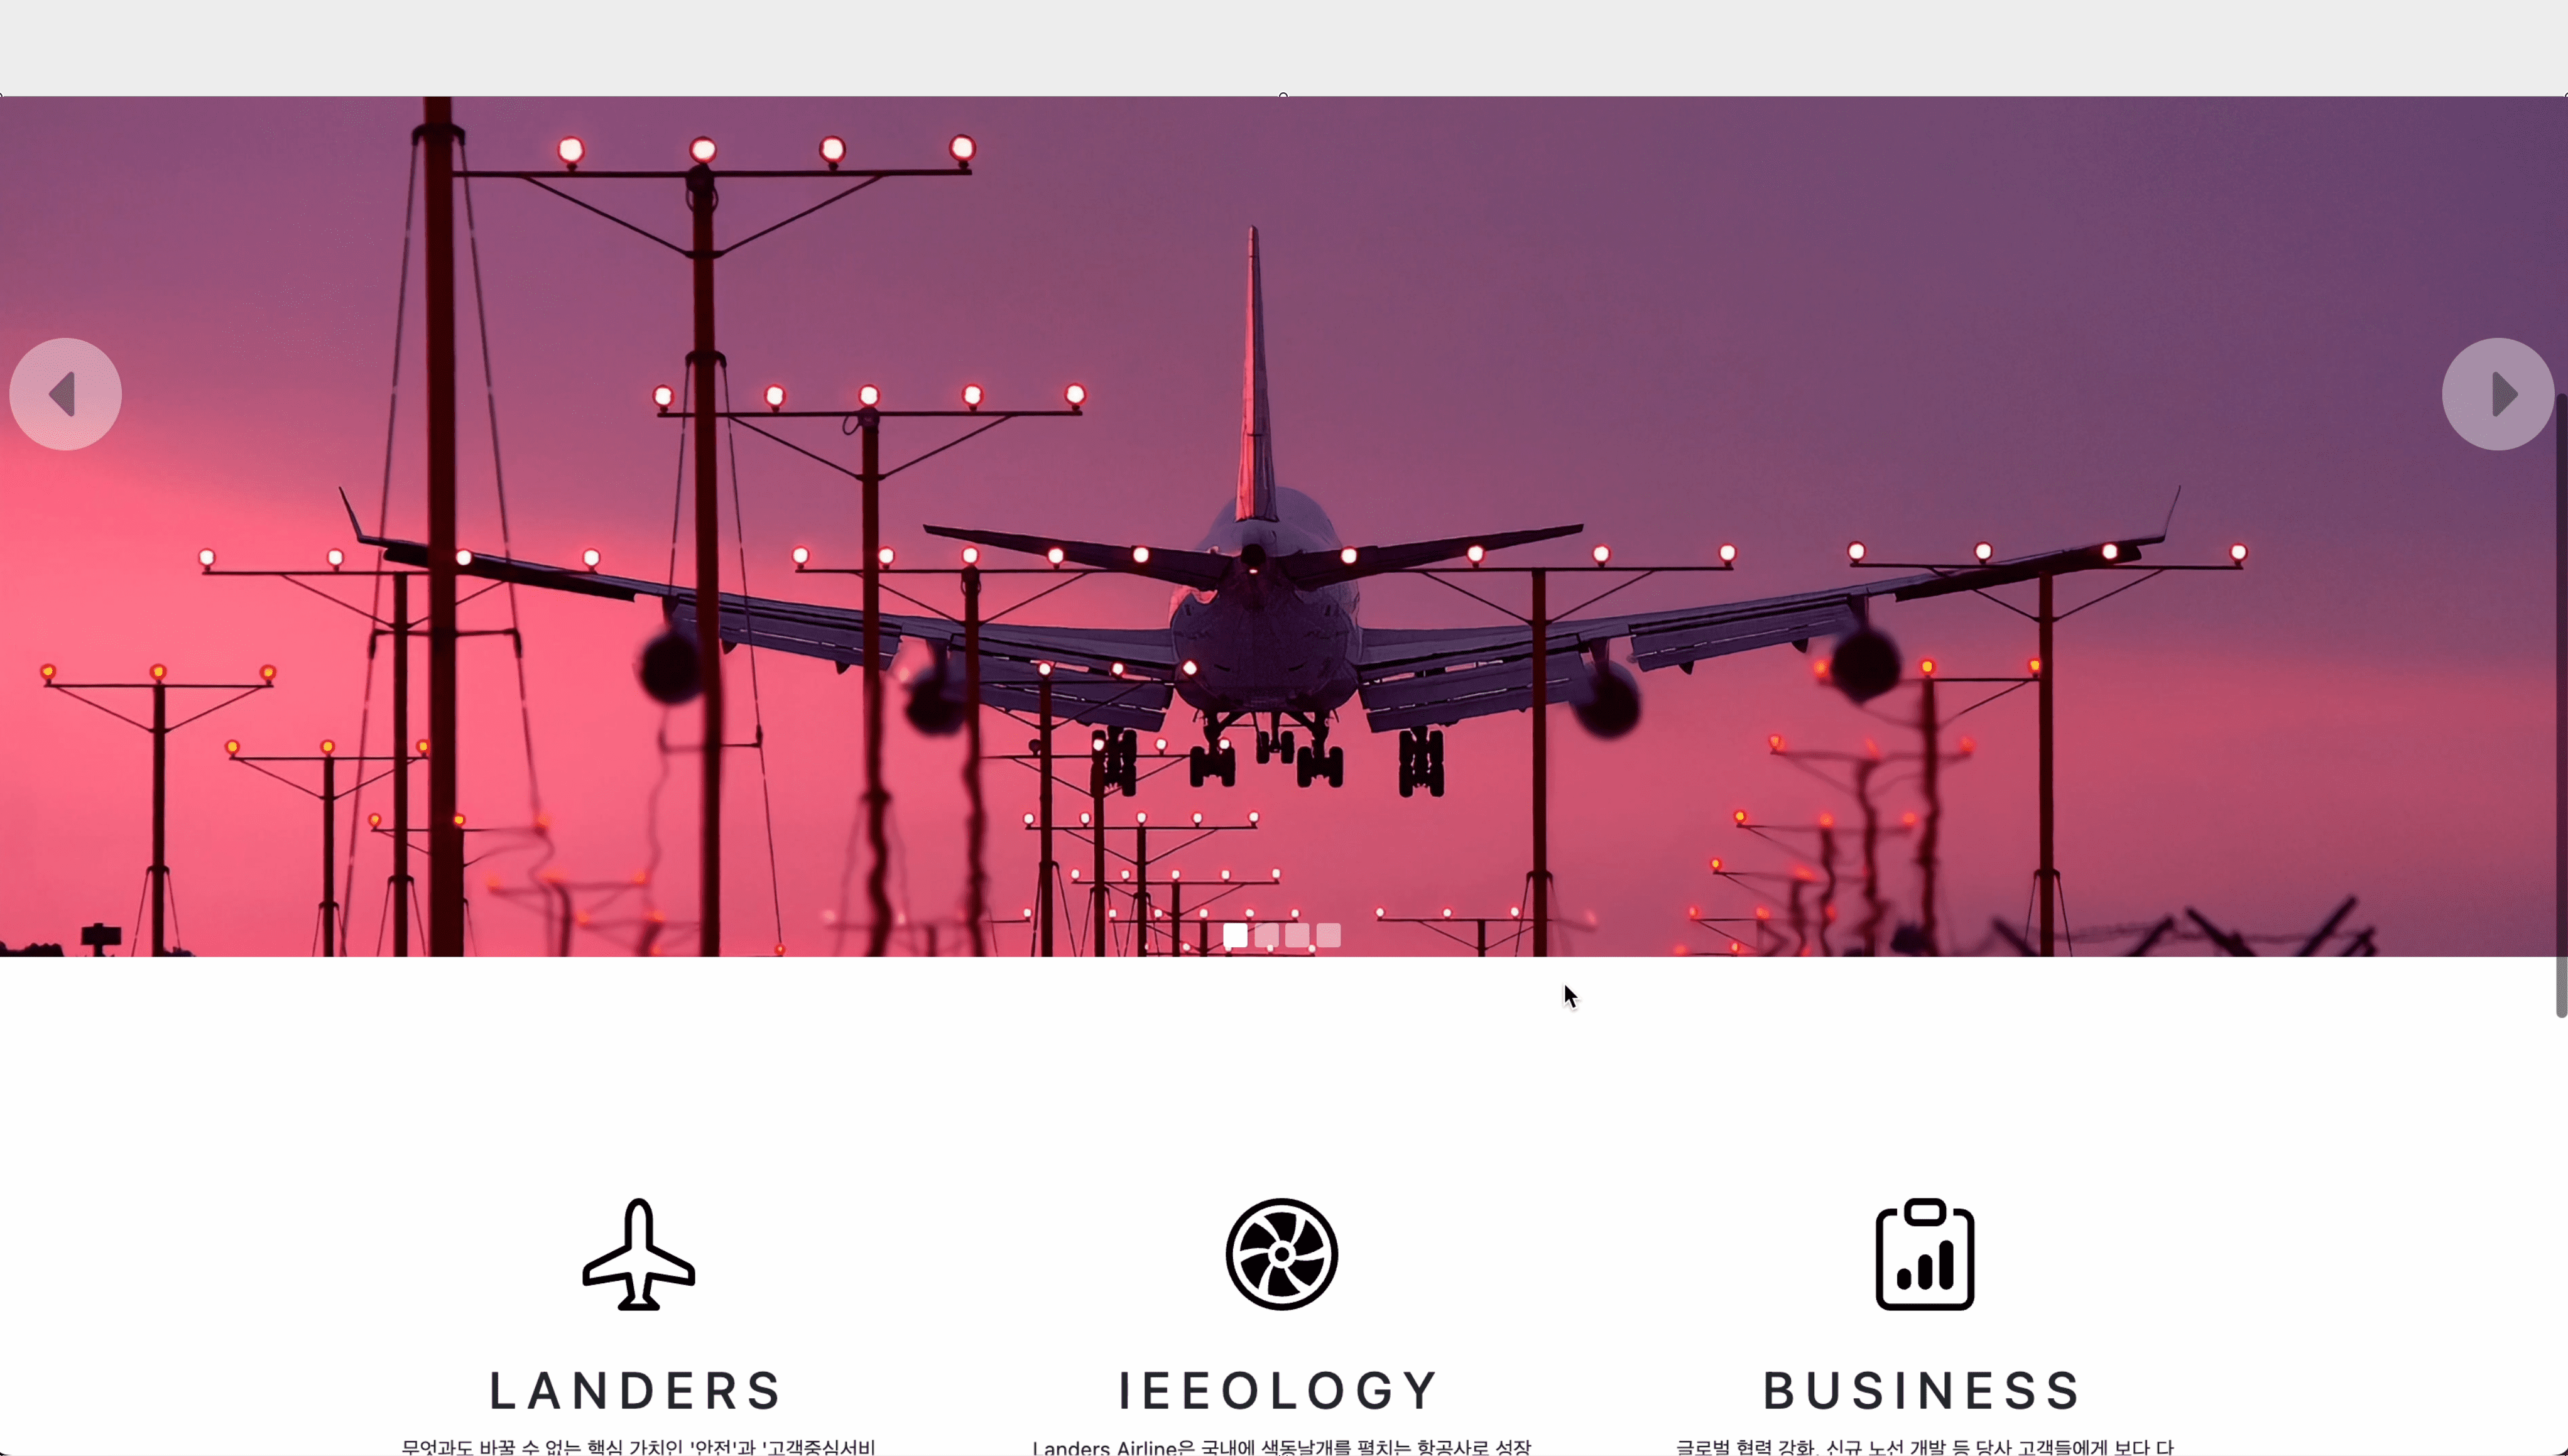 LANDERS
IEEOLOGY
BUSINESS
무엇과도 바꿀 수 없는 핵심 가치인 '안전'과 '고객중심서비
Landers Airline은 국내에 색동날개를 펼치는 항공사로 성장
글로벌 협력 강화, 신규 노선 개발 등 당사 고객들에게 보다 다